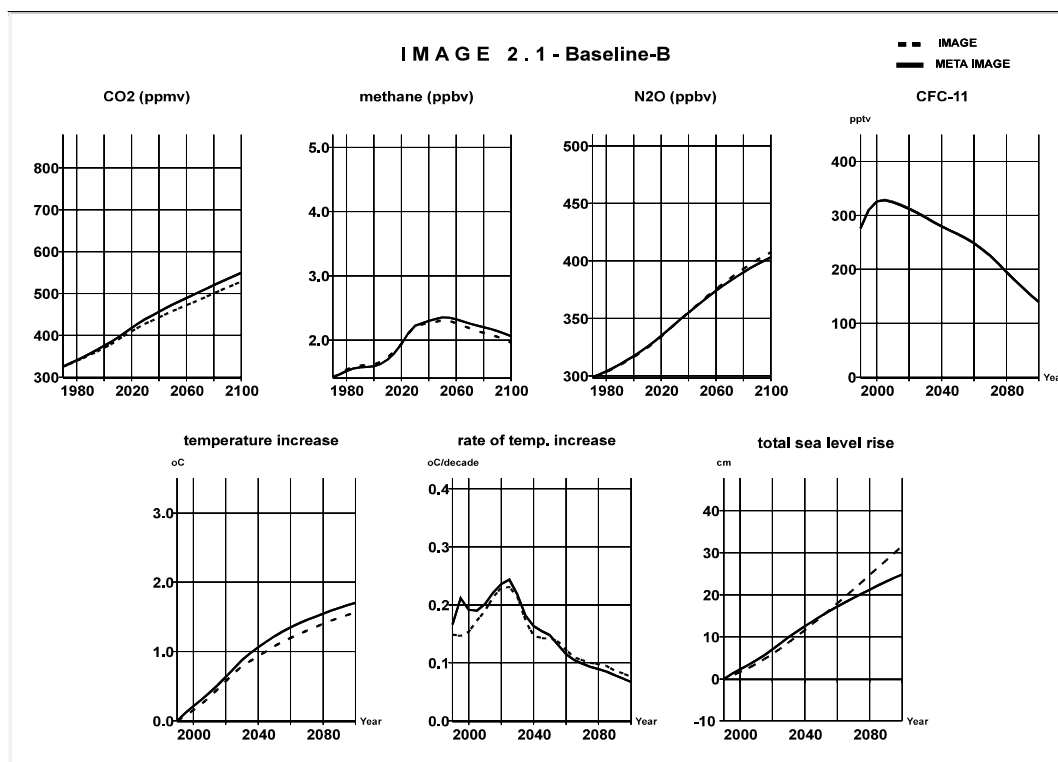 I M A G E  2 . 1 - Baseline-B
IMAGE
META IMAGE
CO2 (ppmv)
800
700
600
500
400
300
1980 2020 2060 2100
methane (ppbv)
5.0
4.0
3.0
2.0
1980 2020 2060 2100
N2O (ppbv)
500
450
400
350
300
1980 2020 2060 2100
CFC-11
pptv
400
300
200
100
0
2000 2040 2080 Year
temperature increase
oC
3.0
2.0
1.0
0.0
2000 2040 2080 Year
rate of temp. increase
oC/decade
0.4
0.3
0.2
0.1
0.0
2000 2040 2080 Year
total sea level rise
cm
40
30
20
10
0
-10
2000 2040 2080 Year